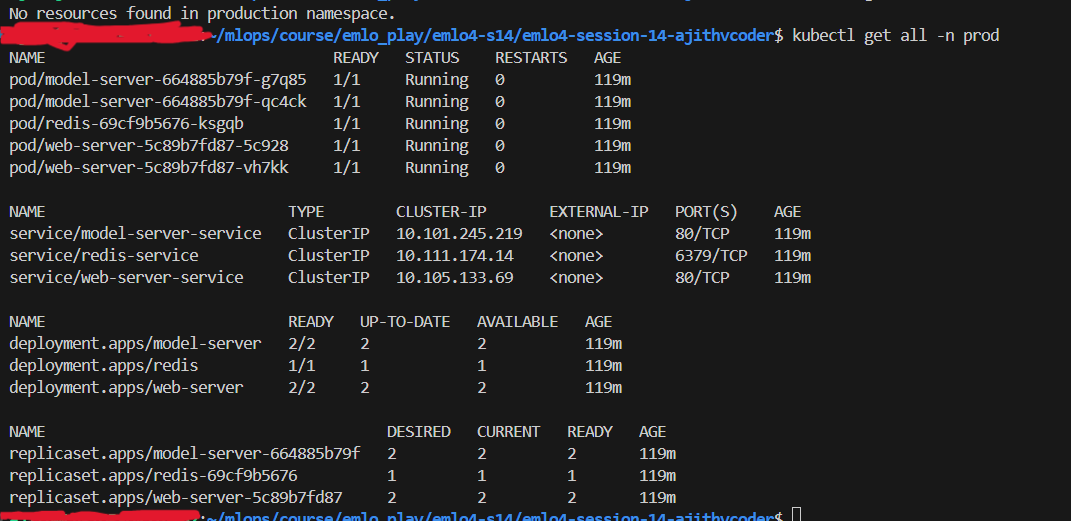 No resources found in production namespace.
:~/mlops/course/emlo_play/emlo4-s14/emlo4-session-14-ajithvcoder$ kubectl get all -n prod
NAME READY STATUS RESTARTS AGE
pod/model-server-664885b79f-g7q85 1/1 Running 0 119m
pod/model-server-664885b79f-qc4ck 1/1 Running 0 119m
pod/redis-69cf9b5676-ksgqb 1/1 Running 0 119m
pod/web-server-5c89b7fd87-5c928 1/1 Running 0 119m
pod/web-server-5c89b7fd87-vh7kk 1/1 Running 0 119m
NAME TYPE CLUSTER-IP EXTERNAL-IP PORT(S) AGE
service/model-server-service ClusterIP 10.101.245.219 <none> 80/TCP 119m
service/redis-service ClusterIP 10.111.174.14 <none> 6379/TCP 119m
service/web-server-service ClusterIP 10.105.133.69 <none> 80/TCP 119m
NAME READY UP-TO-DATE AVAILABLE AGE
deployment.apps/model-server 2/2 2 2 119m
deployment.apps/redis 1/1 1 1 119m
deployment.apps/web-server 2/2 2 2 119m
NAME DESIRED CURRENT READY AGE
replicaset.apps/model-server-664885b79f 2 2 2 119m
replicaset.apps/redis-69cf9b5676 1 1 1 119m
replicaset.apps/web-server-5c89b7fd87 2 2 2 119m
:~/mlops/course/emlo_play/emlo4-s14/emlo4-session-14-ajithvcoder$